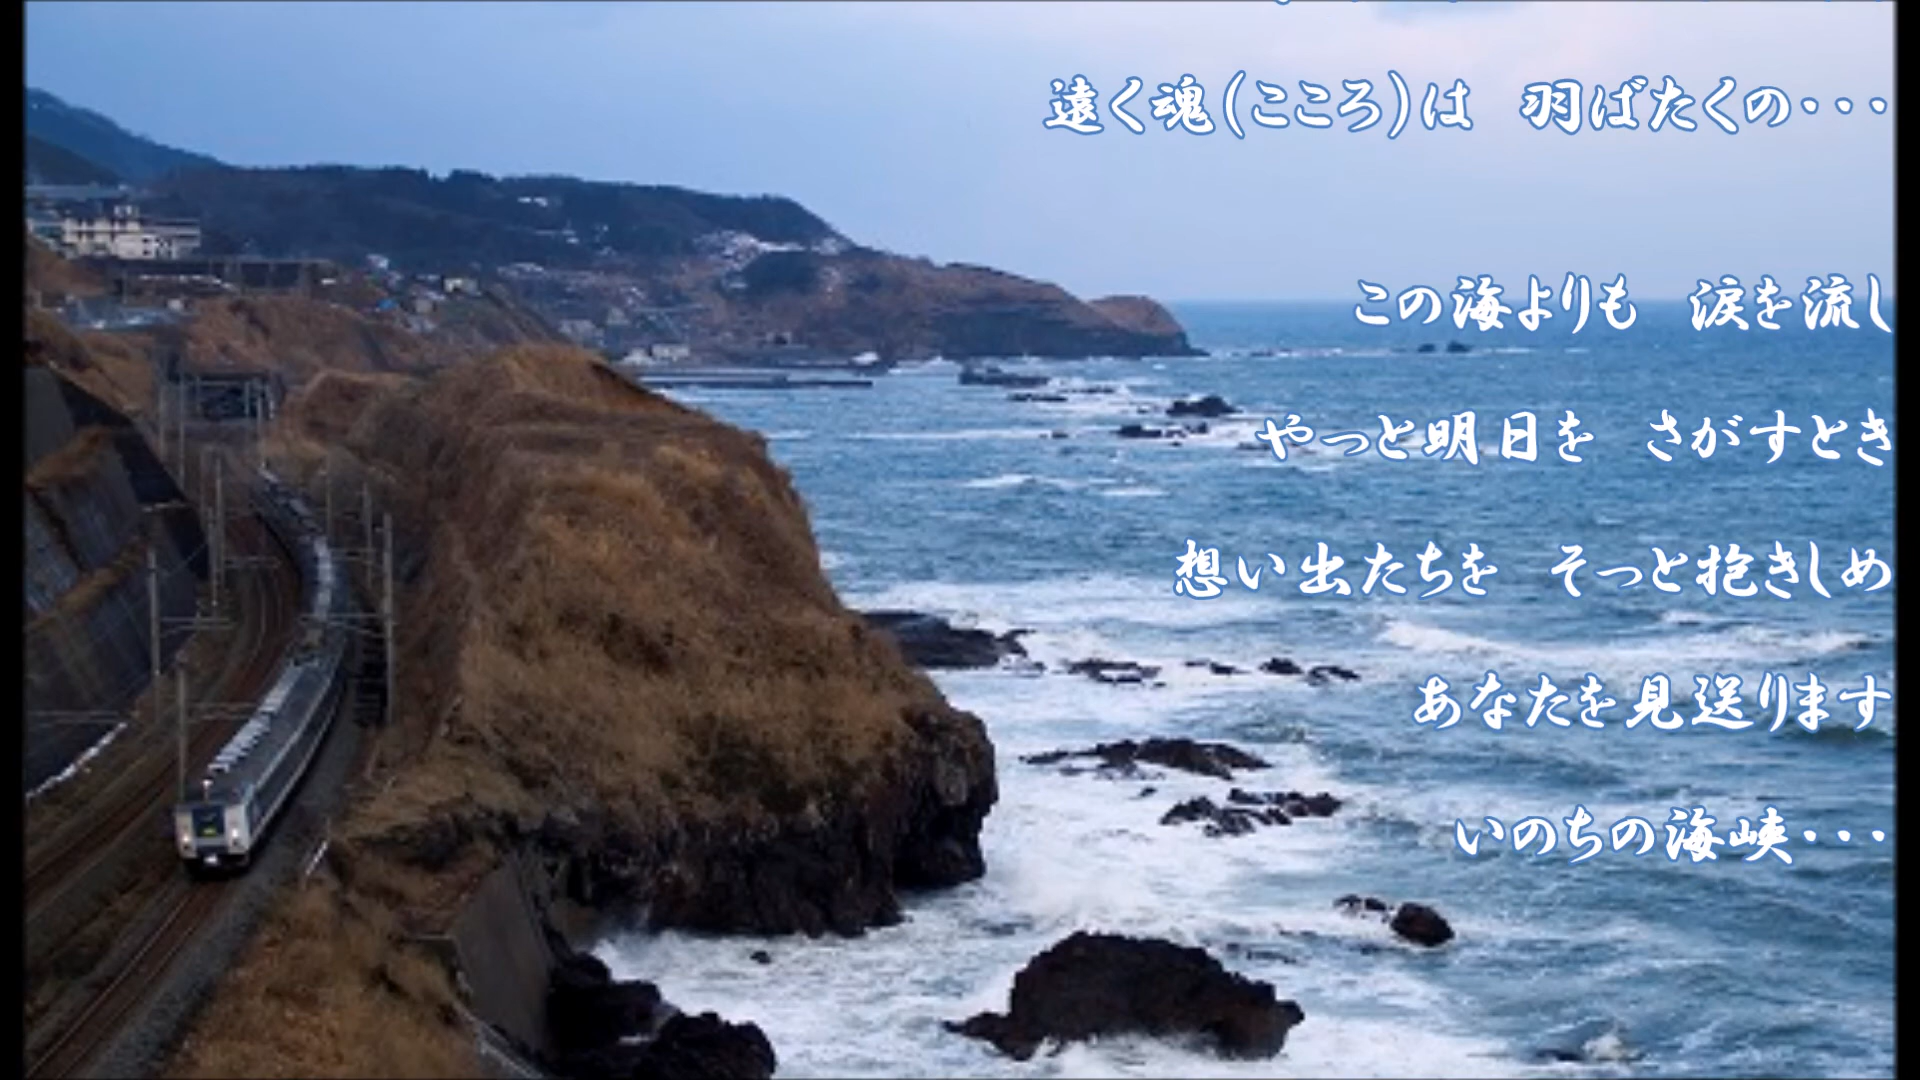 遠く魂（こころ）は　羽ばたくの・・・
この海よりも　涙を流し
やっと明日を　さがすとき
想い出たちを　そっと抱きしめ
あなたを見送ります
いのちの海峡・・・